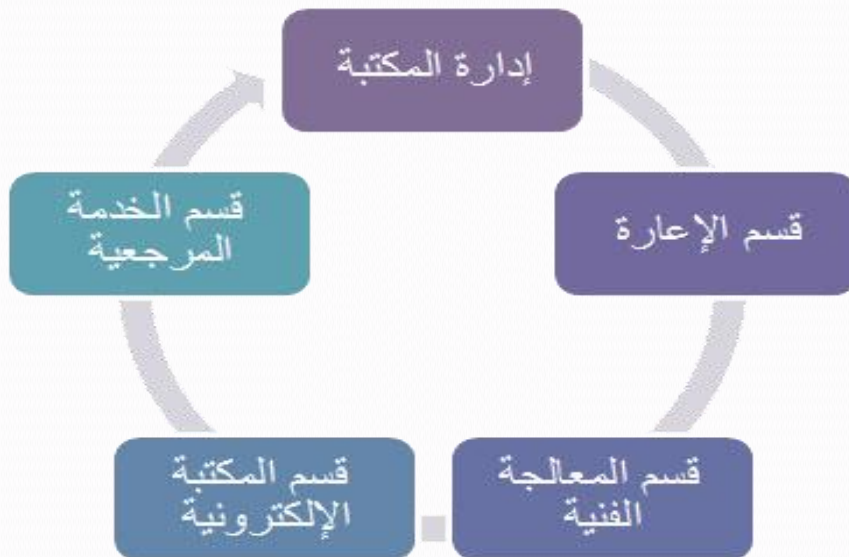 إدارة المكتبة
قسم الإعارة
قسم المعالجة
الفنية
قسم المكتبة
الإلكترونية
قسم الخدمة
المرجعية